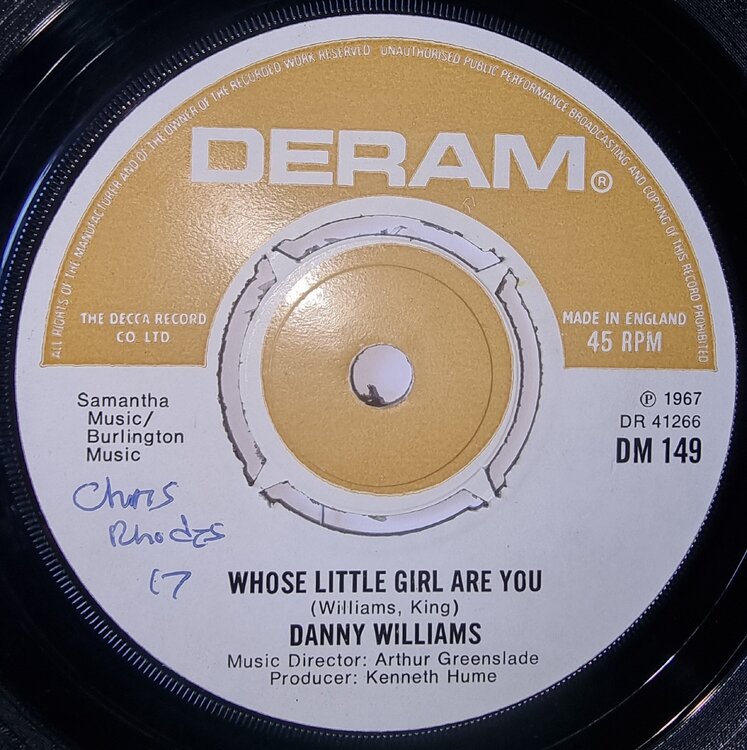 ALL RIGHTS OF THE MANUFACTURER AND OF THE OWNER OF THE RECORDED WORK RESERVED UNAUTHORISED PUBLIC PERFORMANCE BROADCASTING AND COPYING OF THIS RECORD PROHIBITED
DERAM®
THE DECCA RECORD
CO LTD
MADE IN ENGLAND
45 RPM
Samantha
Music/
Burlington
Music
℗ 1967
DR 41266
DM 149
Chris
Rhodes
17
WHOSE LITTLE GIRL ARE YOU
(Williams, King)
DANNY WILLIAMS
Music Director: Arthur Greenslade
Producer: Kenneth Hume